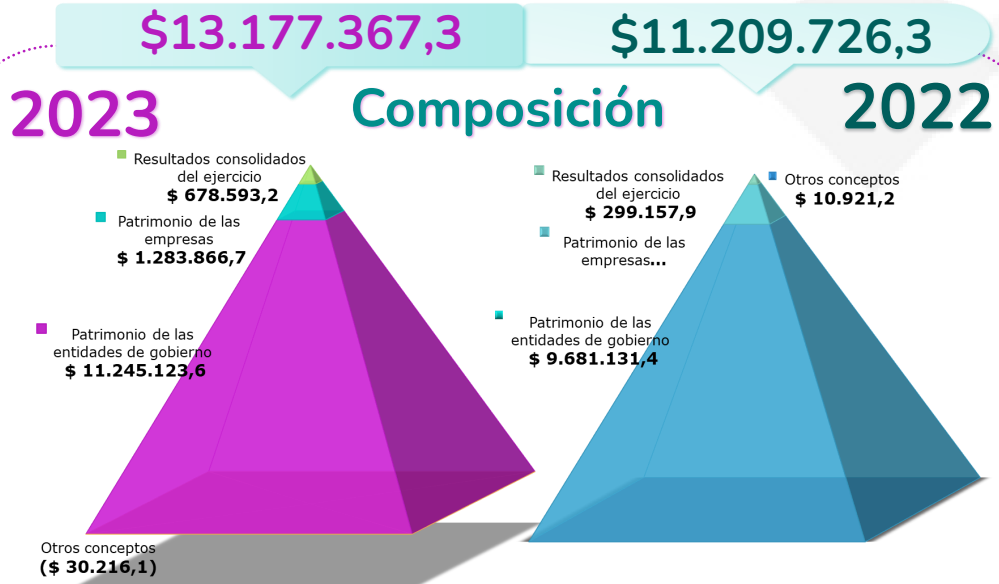 $13.177.367,3
$11.209.726,3
2023
Composición
2022
Resultados consolidados
del ejercicio
$ 678.593,2
Patrimonio de las
empresas
$ 1.283.866,7
Patrimonio de las
entidades de gobierno
$ 11.245.123,6
Otros conceptos
($ 30.216,1)
Resultados consolidados
del ejercicio
$ 299.157,9
Otros conceptos
$ 10.921,2
Patrimonio de las
empresas...
Patrimonio de las
entidades de gobierno
$ 9.681.131,4